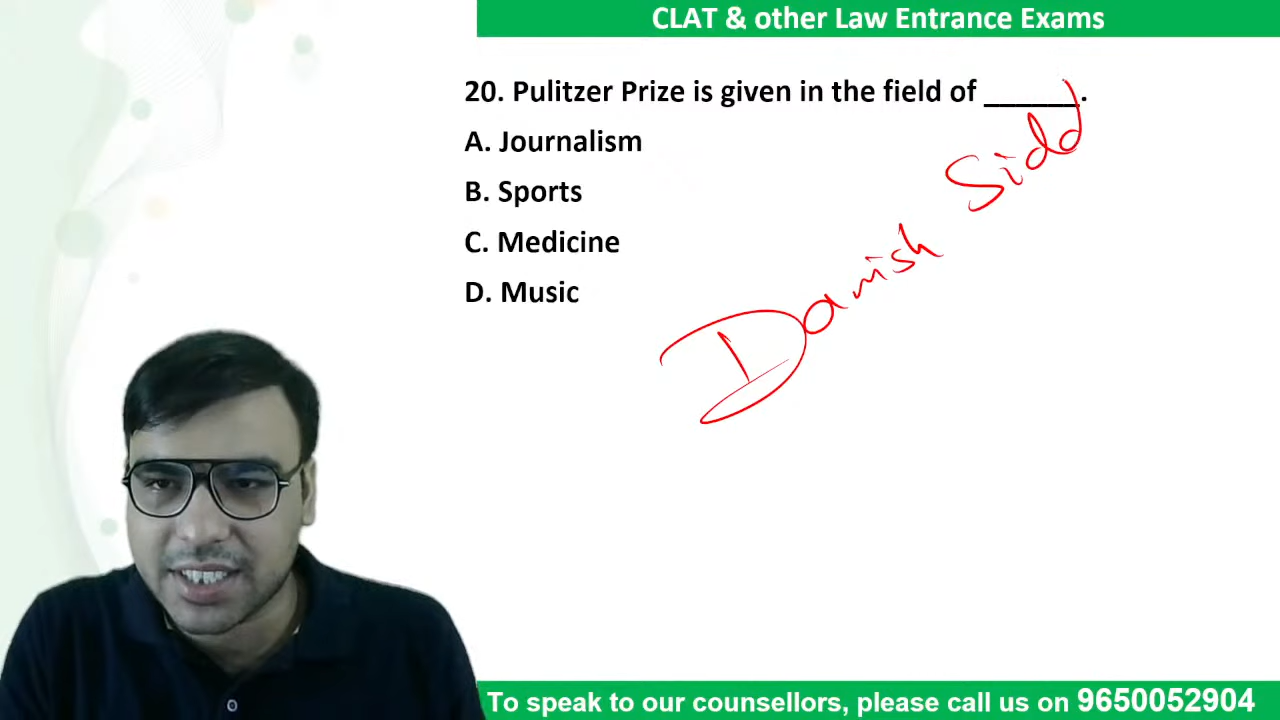 CLAT & other Law Entrance Exams
20. Pulitzer Prize is given in the field of ______.
A. Journalism
B. Sports
C. Medicine
D. Music
Danish Sidd
To speak to our counsellors, please call us on 9650052904